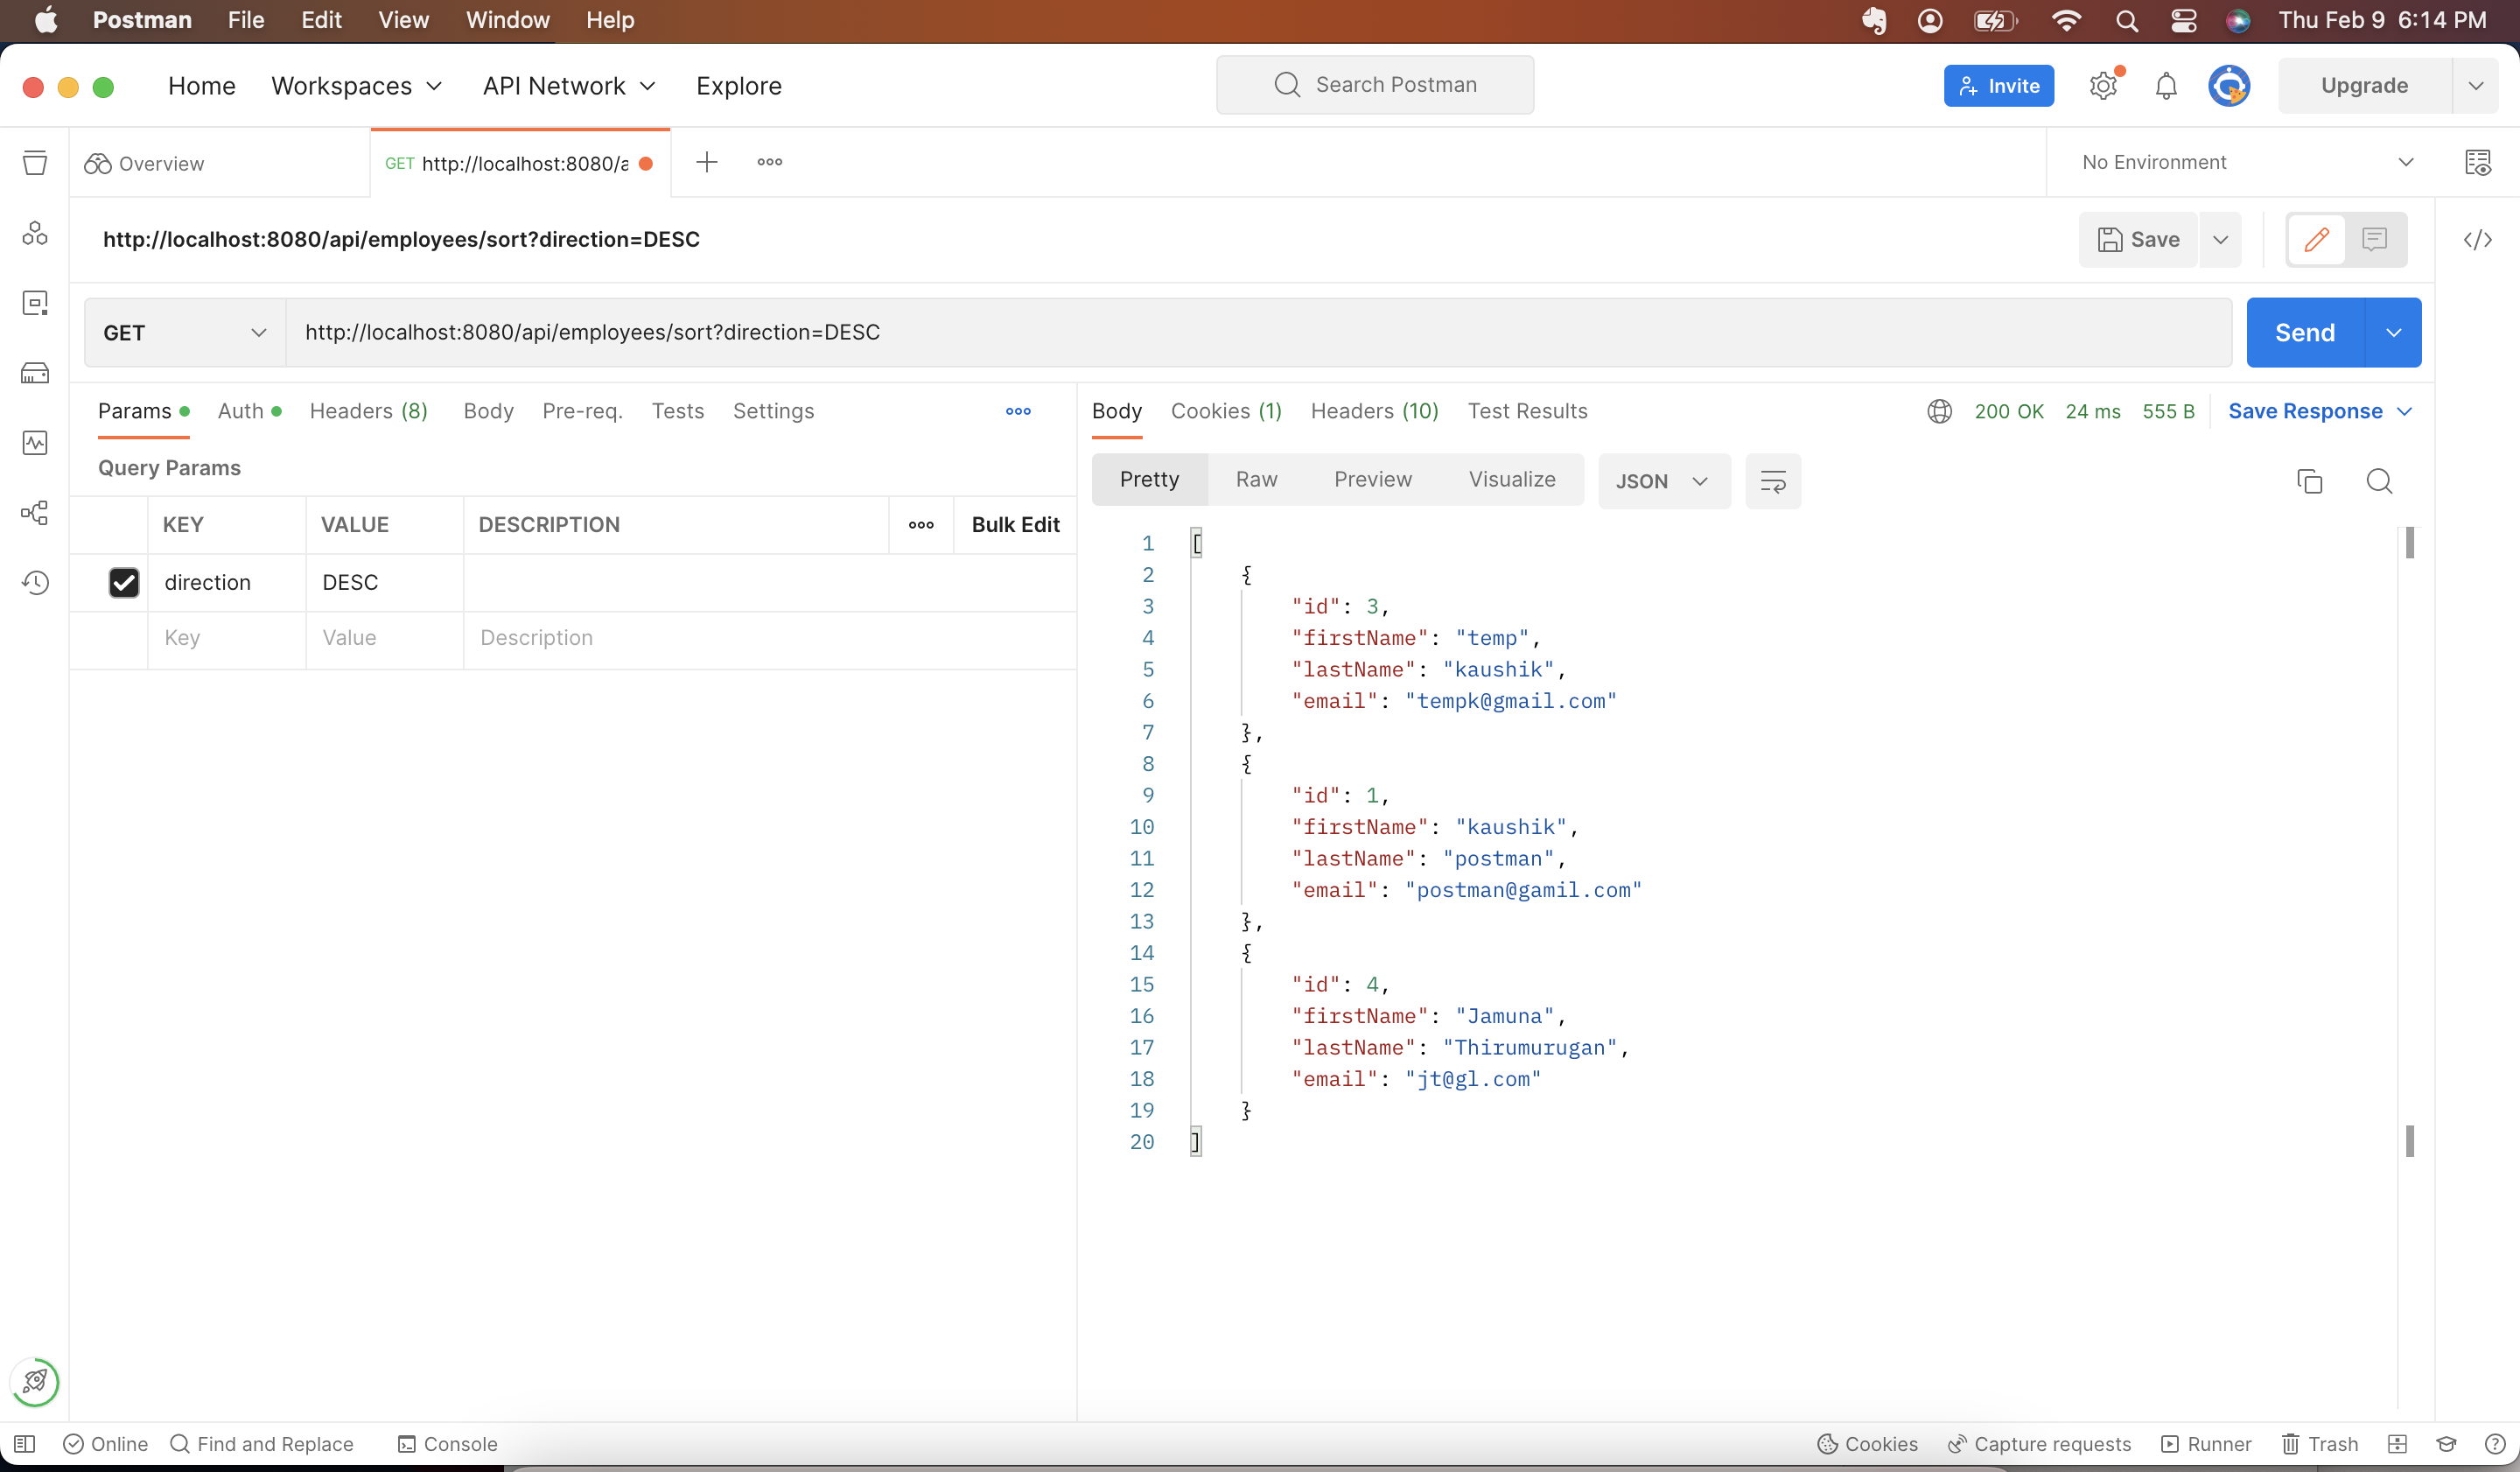 Postman File Edit View Window Help Thu Feb 9 6:14 PM
Home Workspaces API Network Explore Search Postman Invite Upgrade
Overview GET http://localhost:8080/a No Environment
http://localhost:8080/api/employees/sort?direction=DESC Save
GET http://localhost:8080/api/employees/sort?direction=DESC Send
Params Auth Headers (8) Body Pre-req. Tests Settings
Query Params
KEY VALUE DESCRIPTION Bulk Edit
direction DESC
Key Value Description
Body Cookies (1) Headers (10) Test Results 200 OK 24 ms 555 B Save Response
Pretty Raw Preview Visualize JSON
1 [
2 {
3 "id": 3,
4 "firstName": "temp",
5 "lastName": "kaushik",
6 "email": "tempk@gmail.com"
7 },
8 {
9 "id": 1,
10 "firstName": "kaushik",
11 "lastName": "postman",
12 "email": "postman@gamil.com"
13 },
14 {
15 "id": 4,
16 "firstName": "Jamuna",
17 "lastName": "Thirumurugan",
18 "email": "jt@gl.com"
19 }
20 ]
Online Find and Replace Console Cookies Capture requests Runner Trash